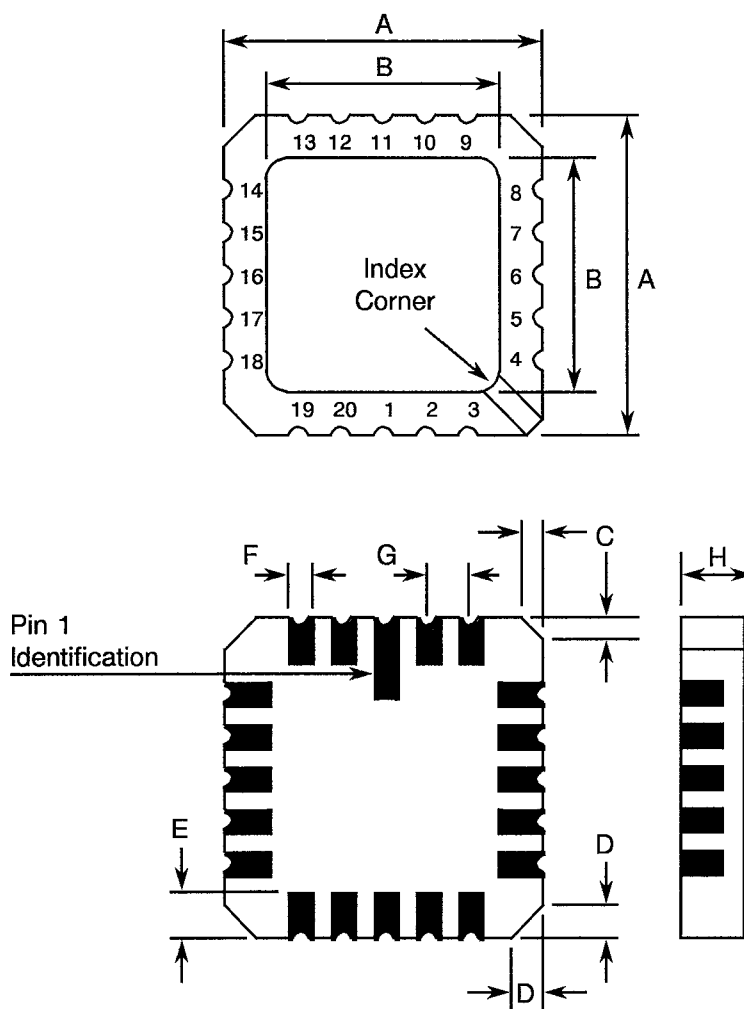 A
B
13 12 11 10 9
14 8
15 7
16 6
17 5
18 4
Index
Corner
B A
19 20 1 2 3
C
F G H
Pin 1
Identification
E
D
D